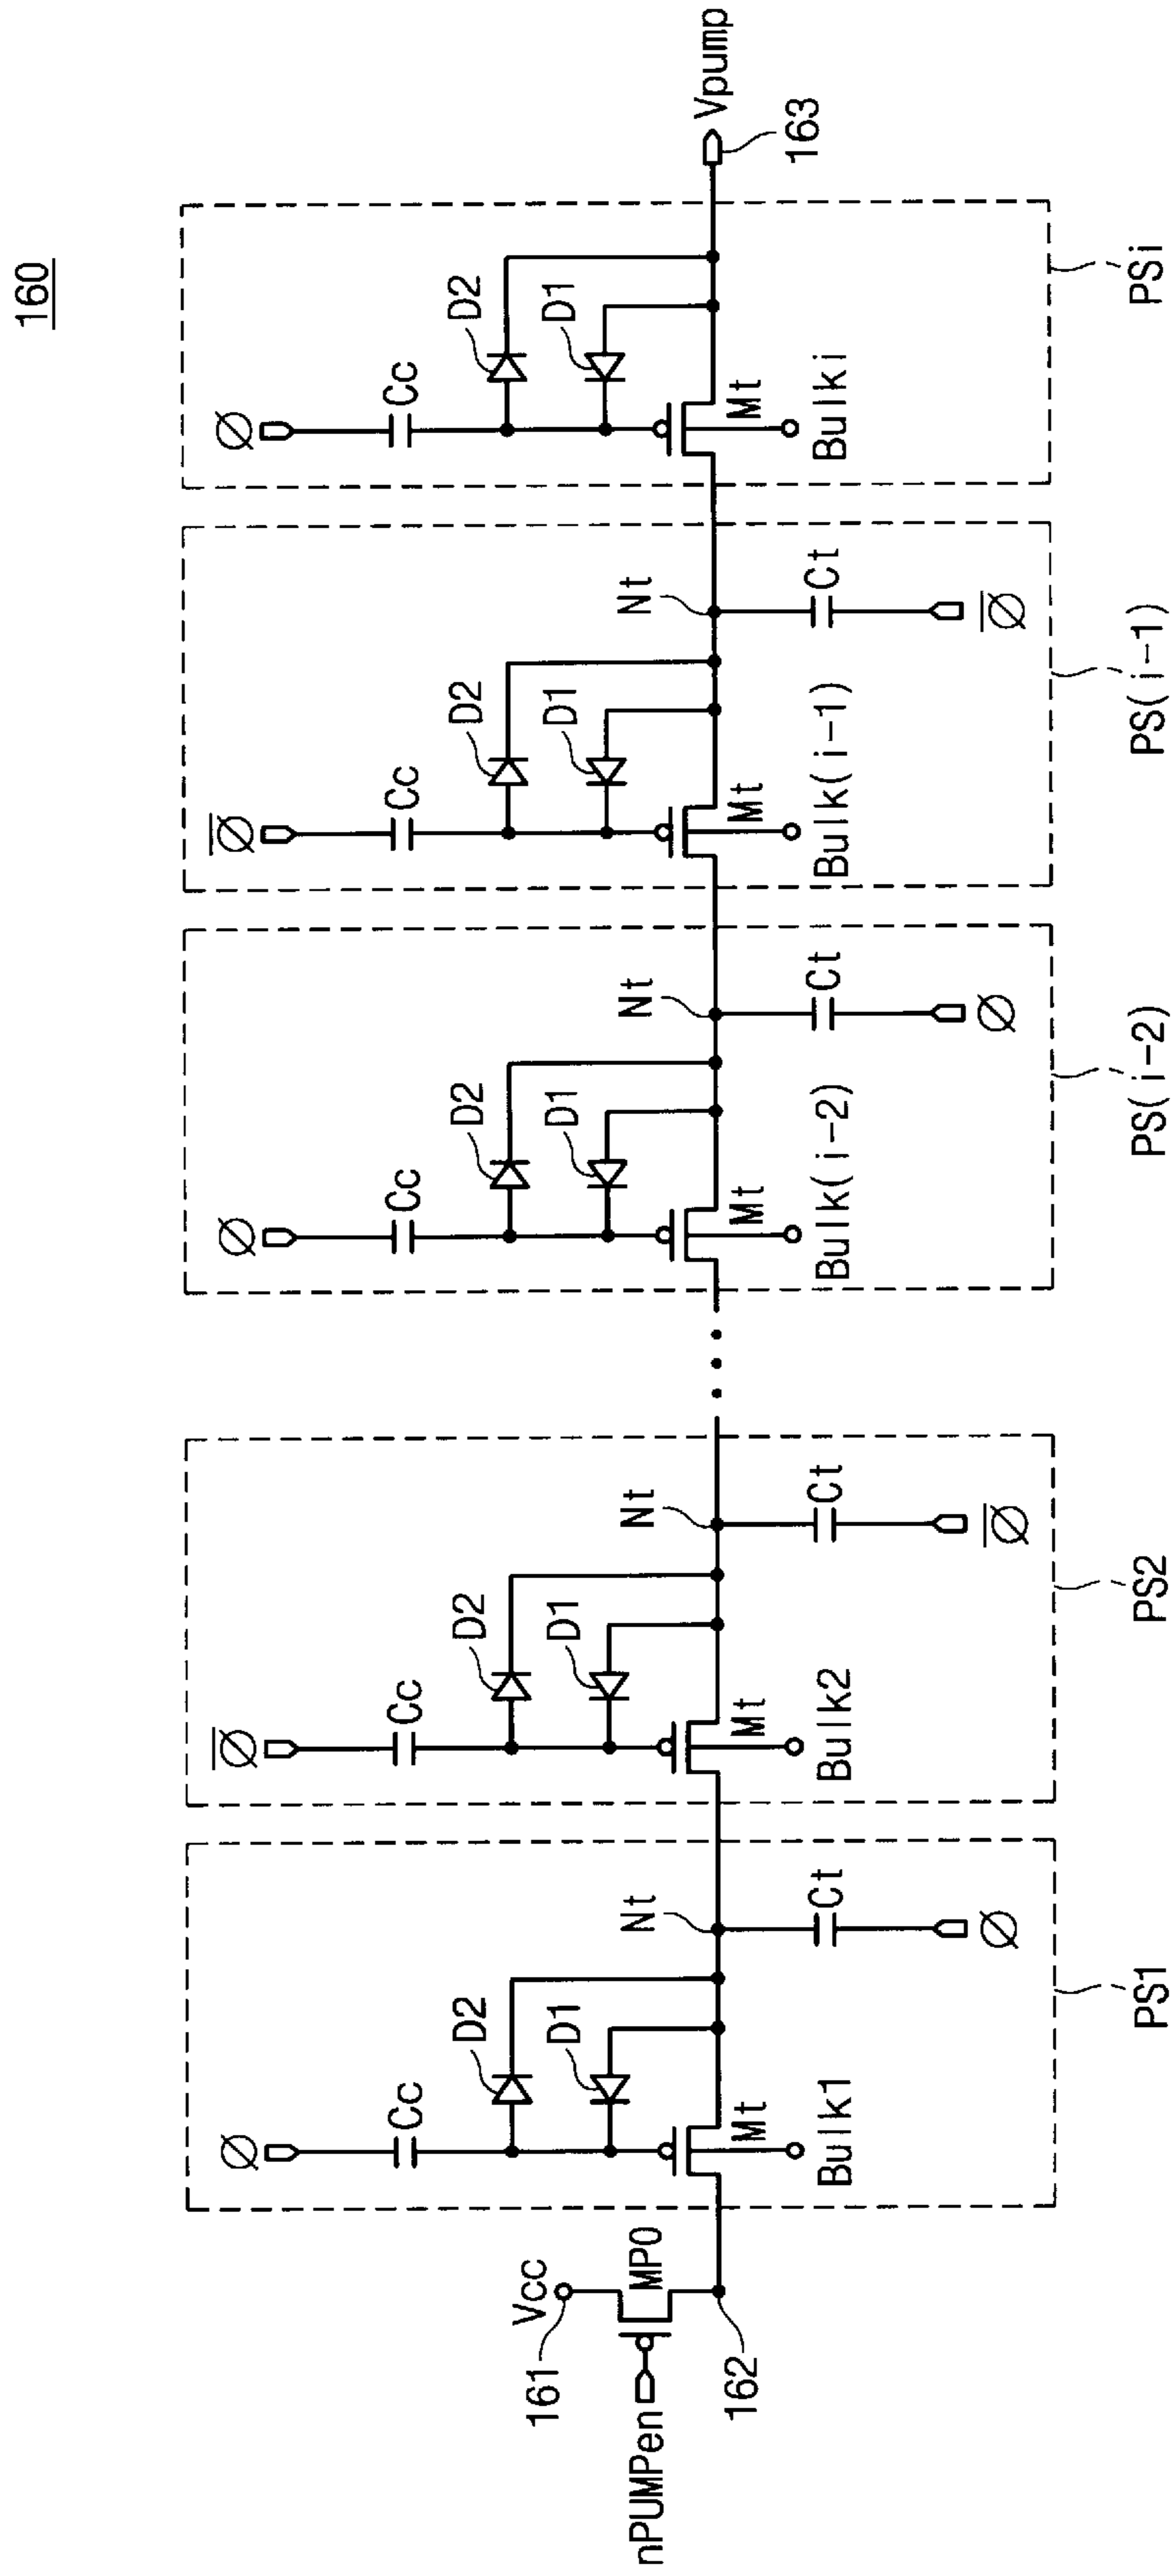 160
Vcc
161
nPUMPen
MP0
162
Ø
Cc
D2
D1
Mt
Bulk1
Nt
Ct
Ø
PS1
Ø̅
Cc
D2
D1
Mt
Bulk2
Nt
Ct
Ø̅
PS2
Ø
Cc
D2
D1
Mt
Bulk(i-2)
Nt
Ct
Ø
PS(i-2)
Ø̅
Cc
D2
D1
Mt
Bulk(i-1)
Nt
Ct
Ø̅
PS(i-1)
Ø
Cc
D2
D1
Mt
Bulki
PSi
Vpump
163